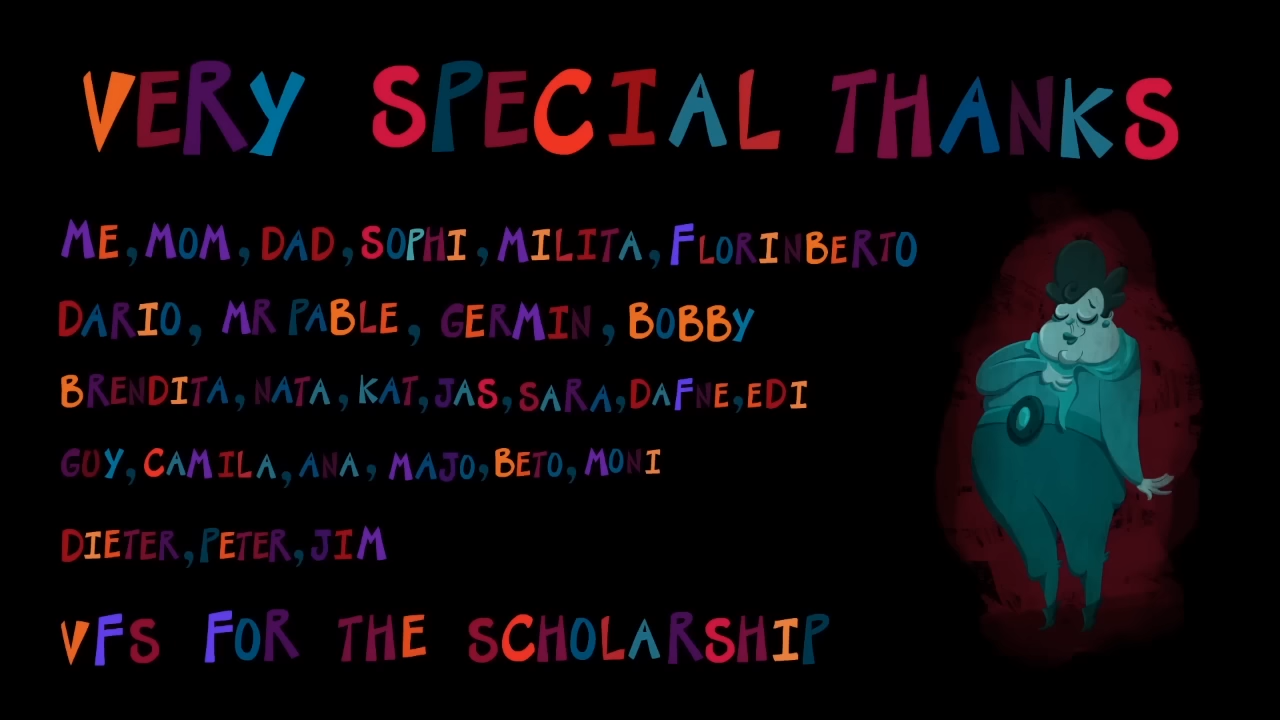 VERY SPECIAL THANKS
ME, MOM, DAD, SOPHI, MILITA, FLORINBERTO
DARIO, MR PABLE, GERMIN, BOBBY
BRENDITA, NATA, KAT, JAS, SARA, DAFNE, EDI
GUY, CAMILA, ANA, MAJO, BETO, MONI
DIETER, PETER, JIM
VFS FOR THE SCHOLARSHIP